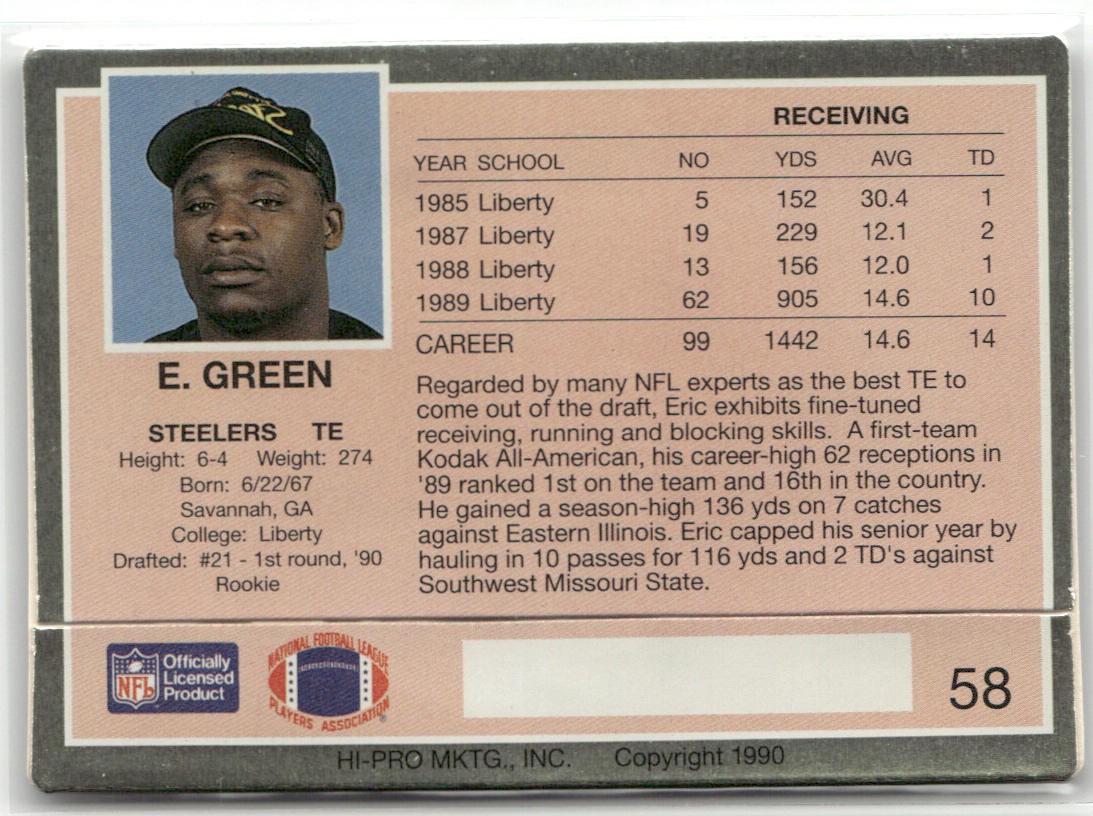 RECEIVING
YEAR SCHOOL NO YDS AVG TD
1985 Liberty 5 152 30.4 1
1987 Liberty 19 229 12.1 2
1988 Liberty 13 156 12.0 1
1989 Liberty 62 905 14.6 10
CAREER 99 1442 14.6 14
E. GREEN
STEELERS TE
Height: 6-4 Weight: 274
Born: 6/22/67
Savannah, GA
College: Liberty
Drafted: #21 - 1st round, '90
Rookie
Regarded by many NFL experts as the best TE to
come out of the draft, Eric exhibits fine-tuned
receiving, running and blocking skills. A first-team
Kodak All-American, his career-high 62 receptions in
'89 ranked 1st on the team and 16th in the country.
He gained a season-high 136 yds on 7 catches
against Eastern Illinois. Eric capped his senior year by
hauling in 10 passes for 116 yds and 2 TD's against
Southwest Missouri State.
NFL
Officially
Licensed
Product
NATIONAL FOOTBALL LEAGUE
PLAYERS ASSOCIATION
®
58
HI-PRO MKTG., INC. Copyright 1990